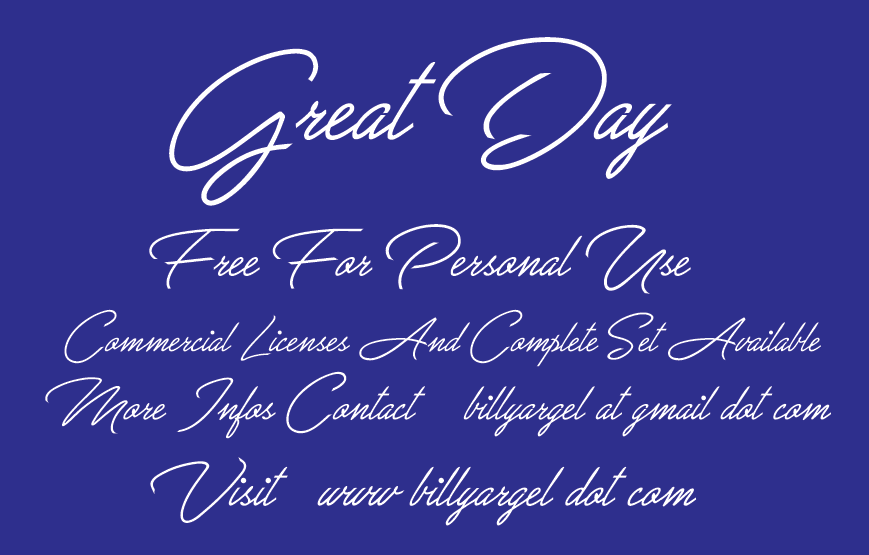 Great Day
Free For Personal Use
Commercial Licenses And Complete Set Available
More Infos Contact billyargel at gmail dot com
Visit www billyargel dot com